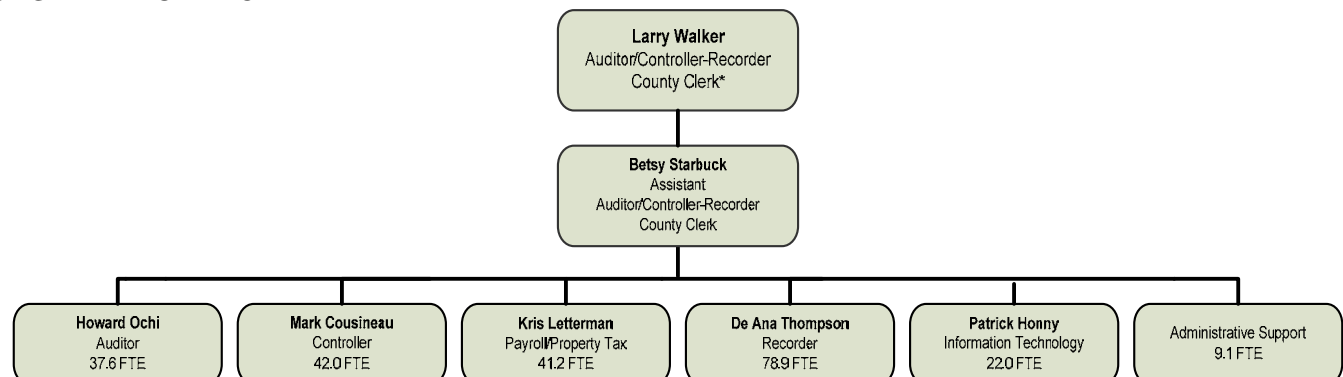 Larry Walker
Auditor/Controller-Recorder
County Clerk*
Betsy Starbuck
Assistant
Auditor/Controller-Recorder
County Clerk
Howard Ochi
Auditor
37.6 FTE
Mark Cousineau
Controller
42.0 FTE
Kris Letterman
Payroll/Property Tax
41.2 FTE
De Ana Thompson
Recorder
78.9 FTE
Patrick Honny
Information Technology
22.0 FTE
Administrative Support
9.1 FTE